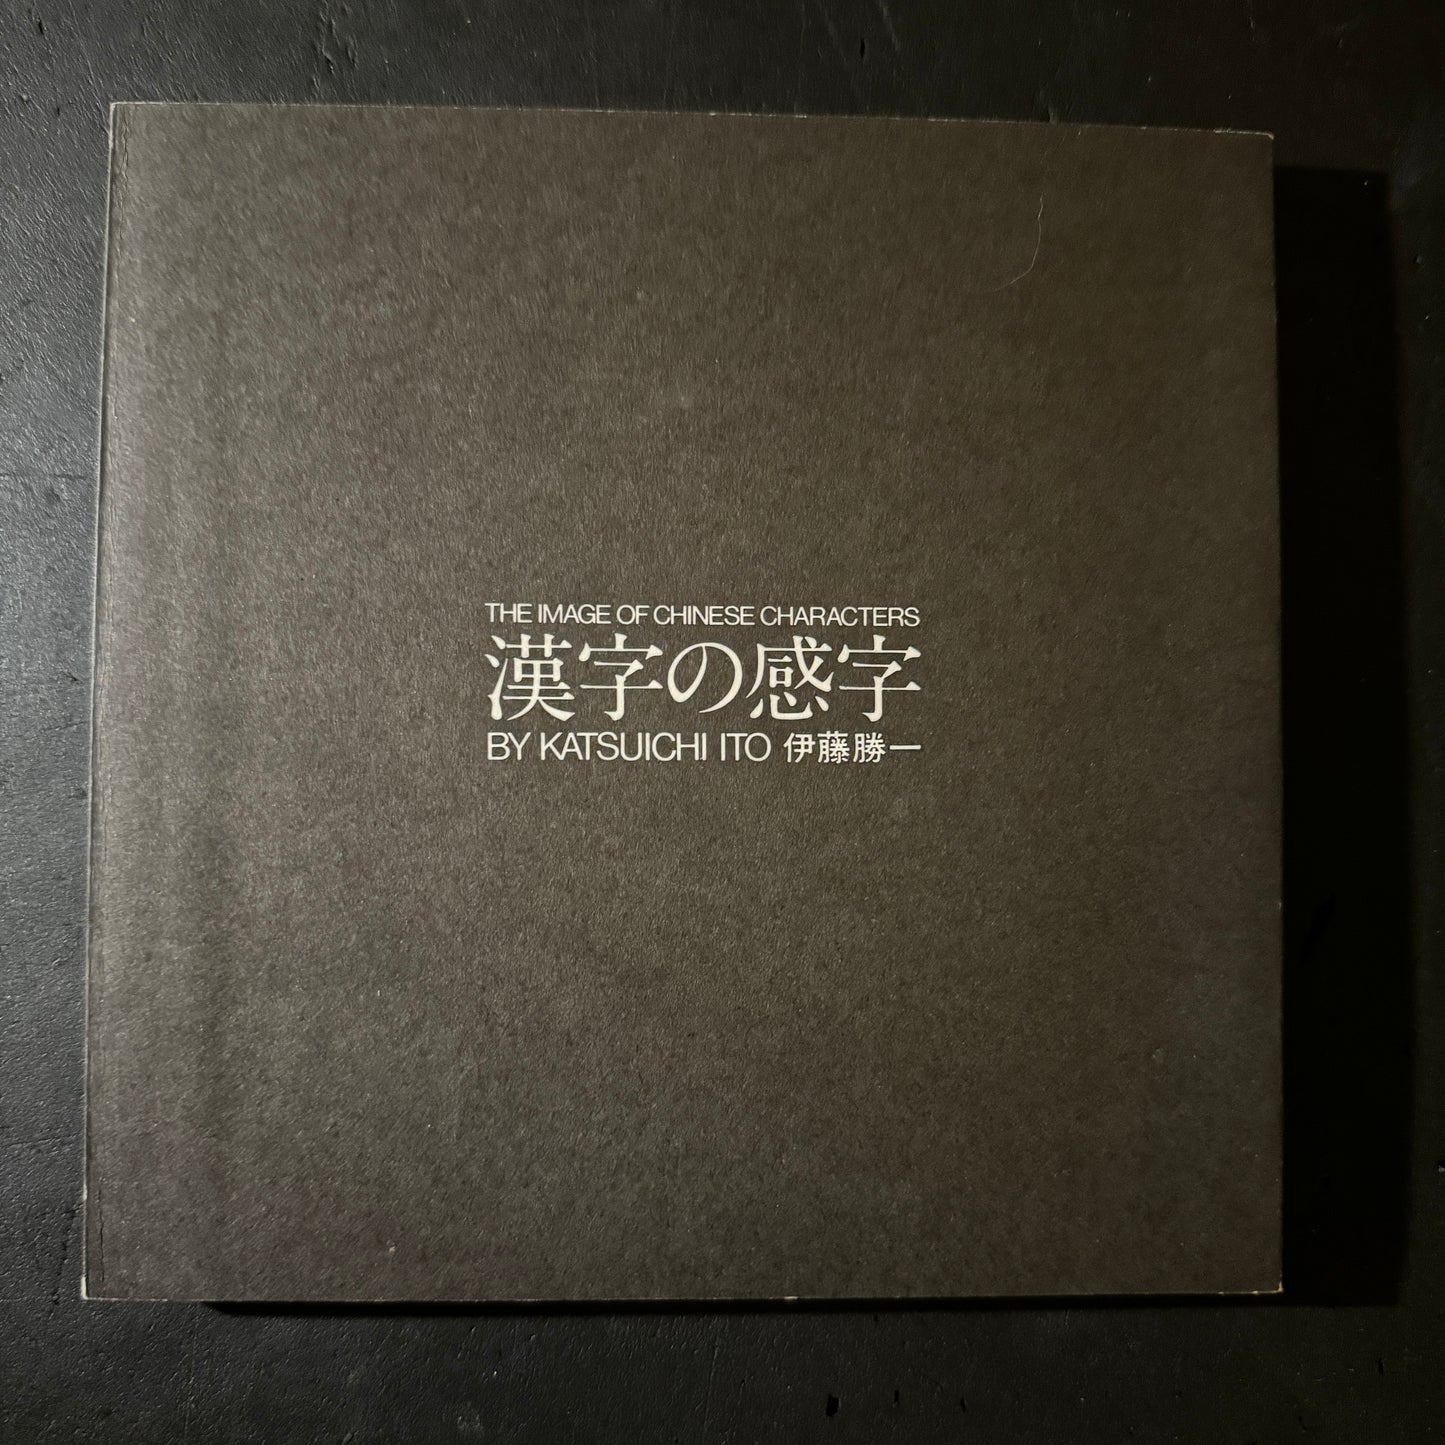 THE IMAGE OF CHINESE CHARACTERS
漢字の感字
BY KATSUICHI ITO 伊藤勝一